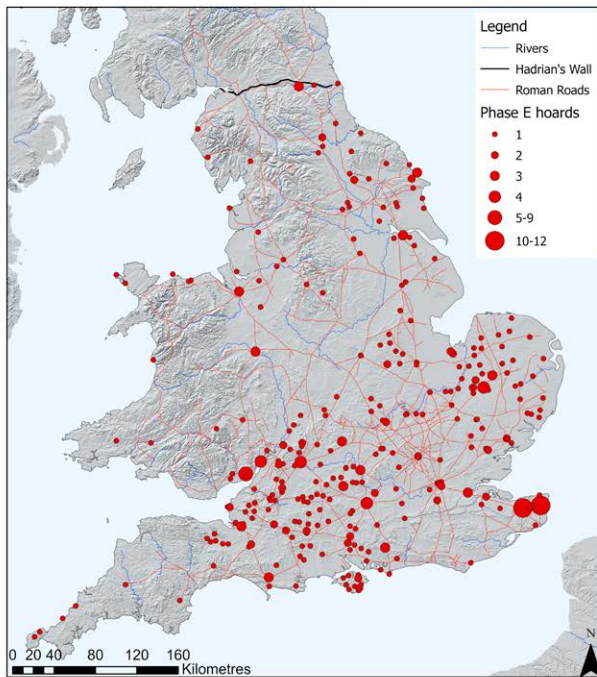 Legend
Rivers
Hadrian's Wall
Roman Roads
Phase E hoards
1
2
3
4
5-9
10-12
N
0 20 40 80 120 160
Kilometres